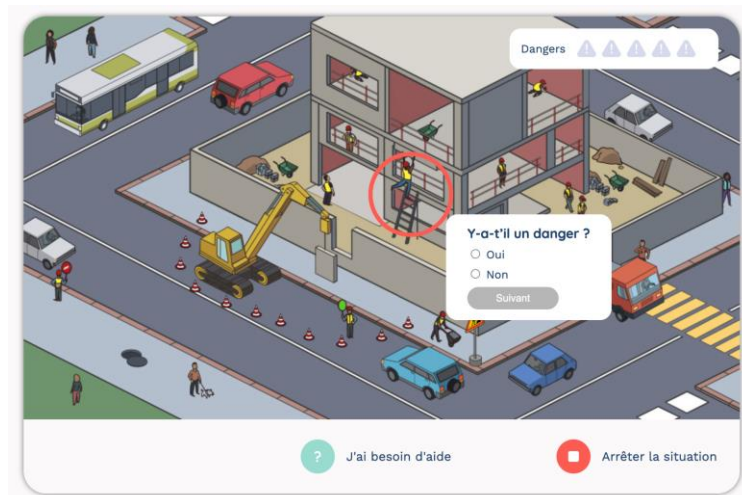 Dangers
Y-a-t'il un danger ?
Oui
Non
Suivant
? J'ai besoin d'aide
Arrêter la situation